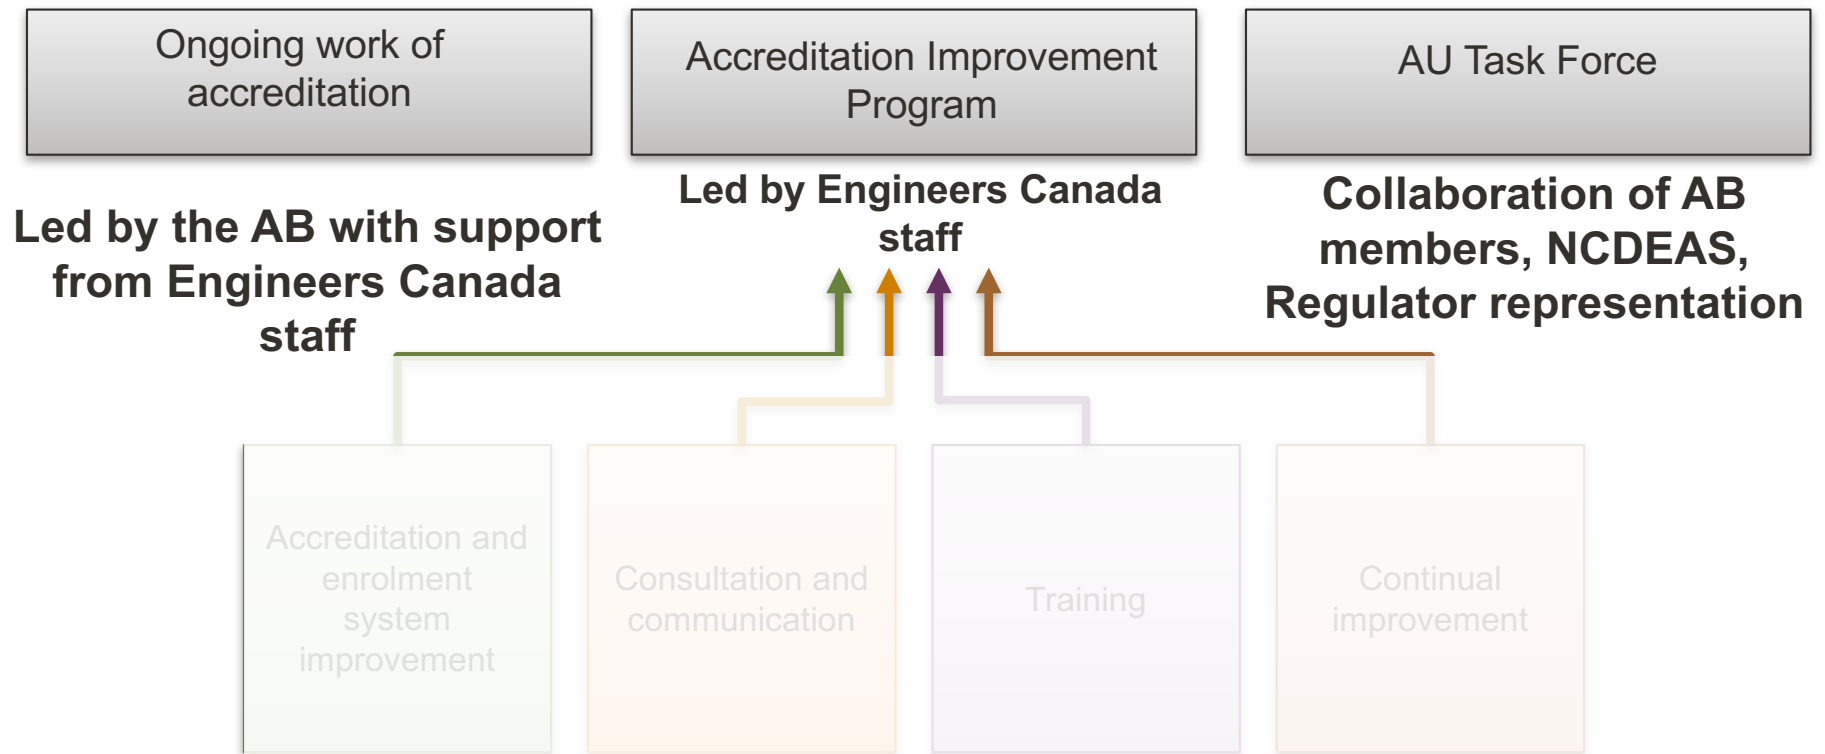 Ongoing work of
accreditation
Accreditation Improvement
Program
AU Task Force
Led by the AB with support
from Engineers Canada
staff
Led by Engineers Canada
staff
Collaboration of AB
members, NCDEAS,
Regulator representation
Accreditation and
enrolment
system
improvement
Consultation and
communication
Training
Continual
improvement